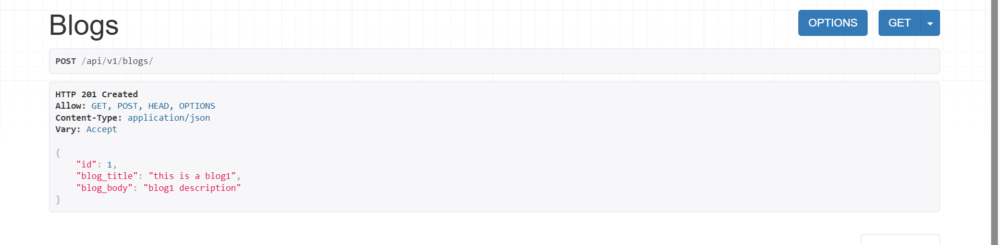 Blogs
OPTIONS
GET
POST /api/v1/blogs/
HTTP 201 Created
Allow: GET, POST, HEAD, OPTIONS
Content-Type: application/json
Vary: Accept
{
"id": 1,
"blog_title": "this is a blog1",
"blog_body": "blog1 description"
}